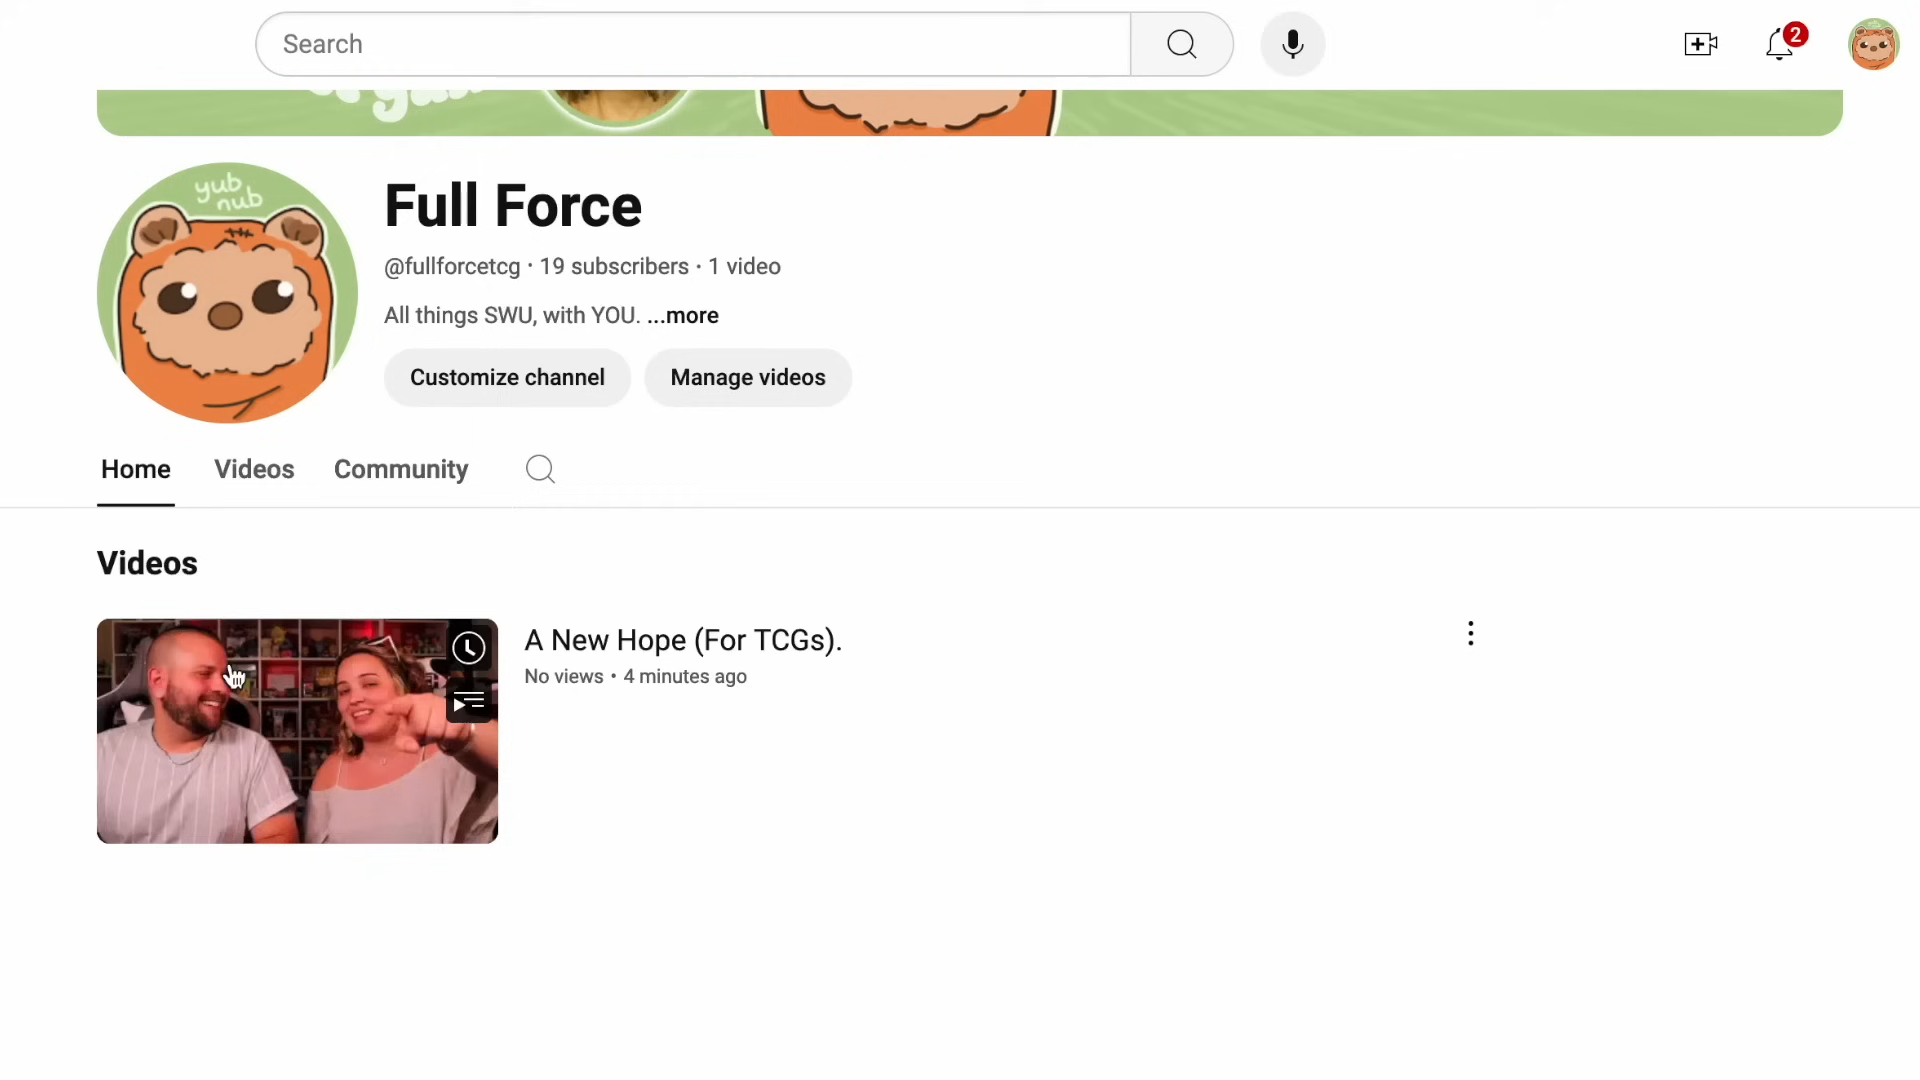 Search
2
yub
nub
Full Force
@fullforcetcg · 19 subscribers · 1 video
All things SWU, with YOU. ...more
Customize channel
Manage videos
Home
Videos
Community
Videos
A New Hope (For TCGs).
No views • 4 minutes ago